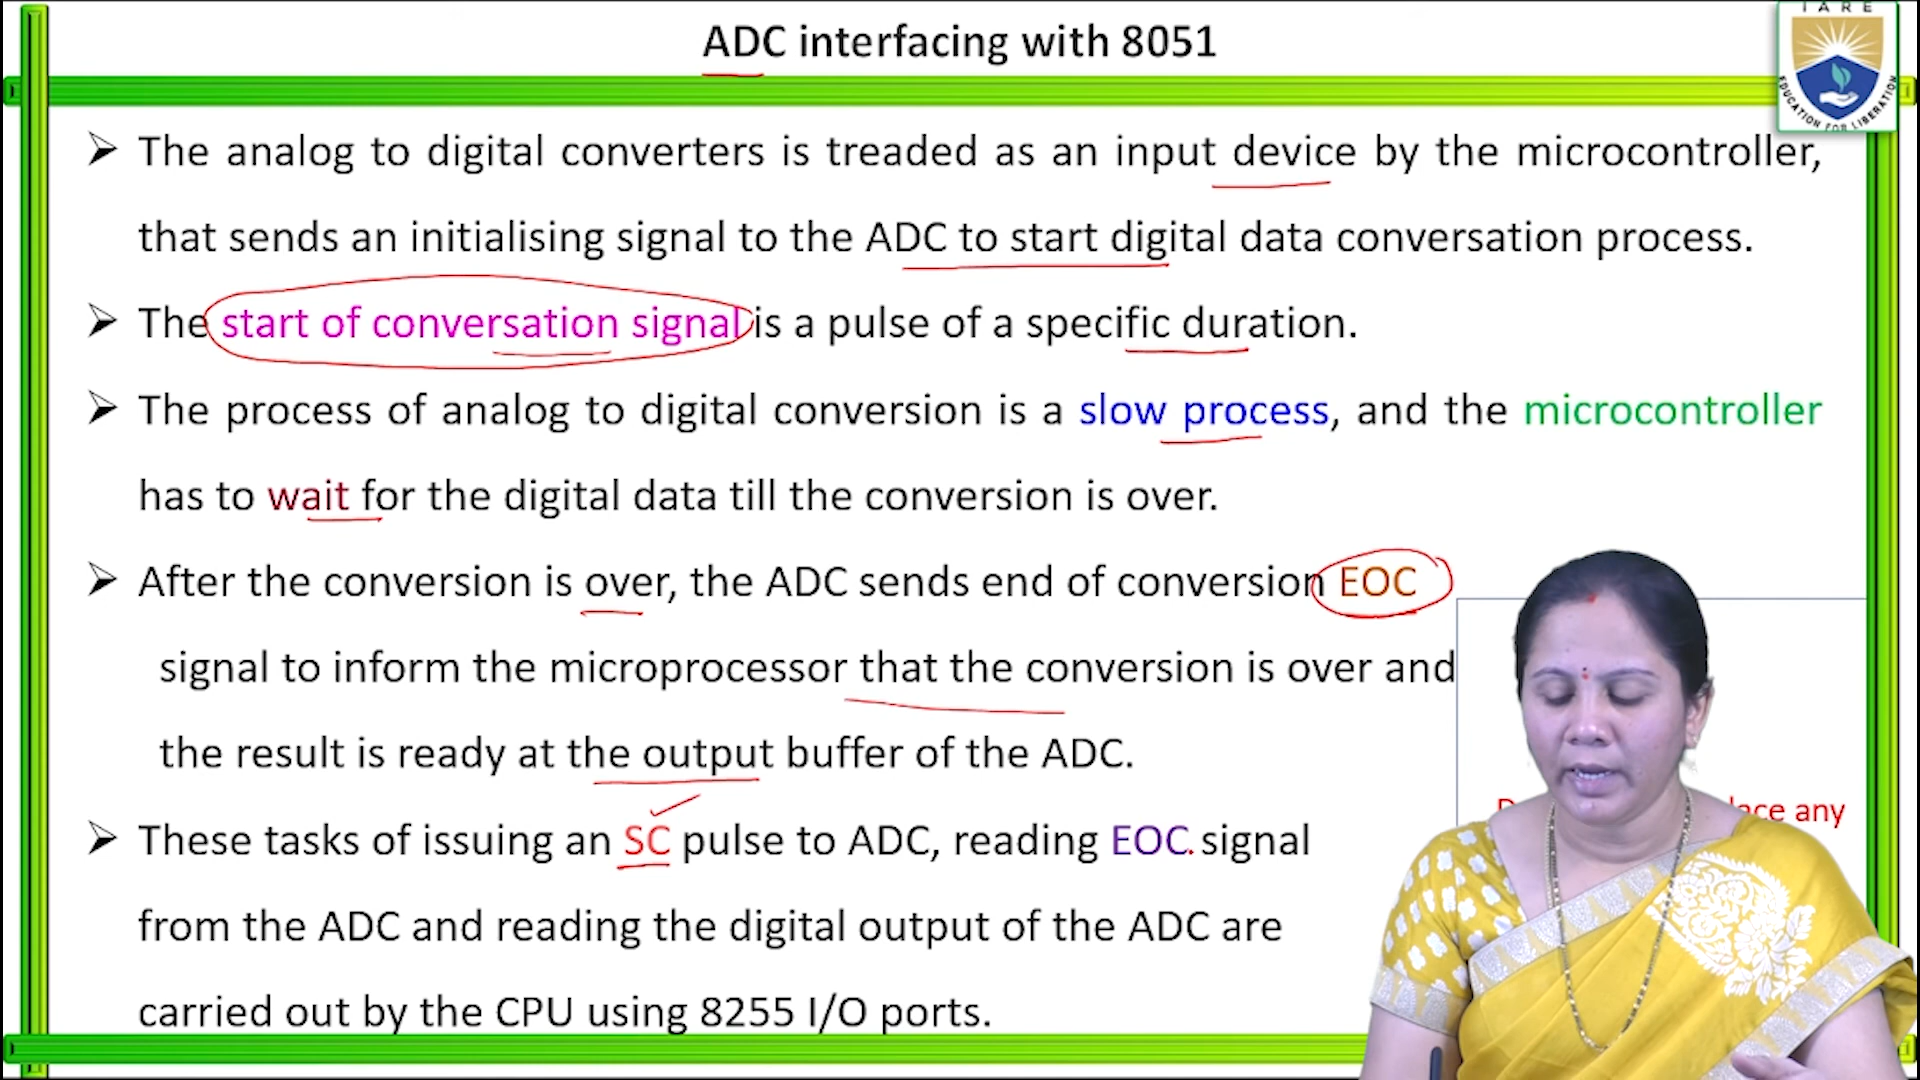 ADC interfacing with 8051
IARE
EDUCATION FOR LIBERATION
The analog to digital converters is treaded as an input device by the microcontroller,
that sends an initialising signal to the ADC to start digital data conversation process.
The start of conversation signal is a pulse of a specific duration.
The process of analog to digital conversion is a slow process, and the microcontroller
has to wait for the digital data till the conversion is over.
After the conversion is over, the ADC sends end of conversion EOC
signal to inform the microprocessor that the conversion is over and
the result is ready at the output buffer of the ADC.
any
These tasks of issuing an SC pulse to ADC, reading EOC signal
from the ADC and reading the digital output of the ADC are
carried out by the CPU using 8255 I/O ports.